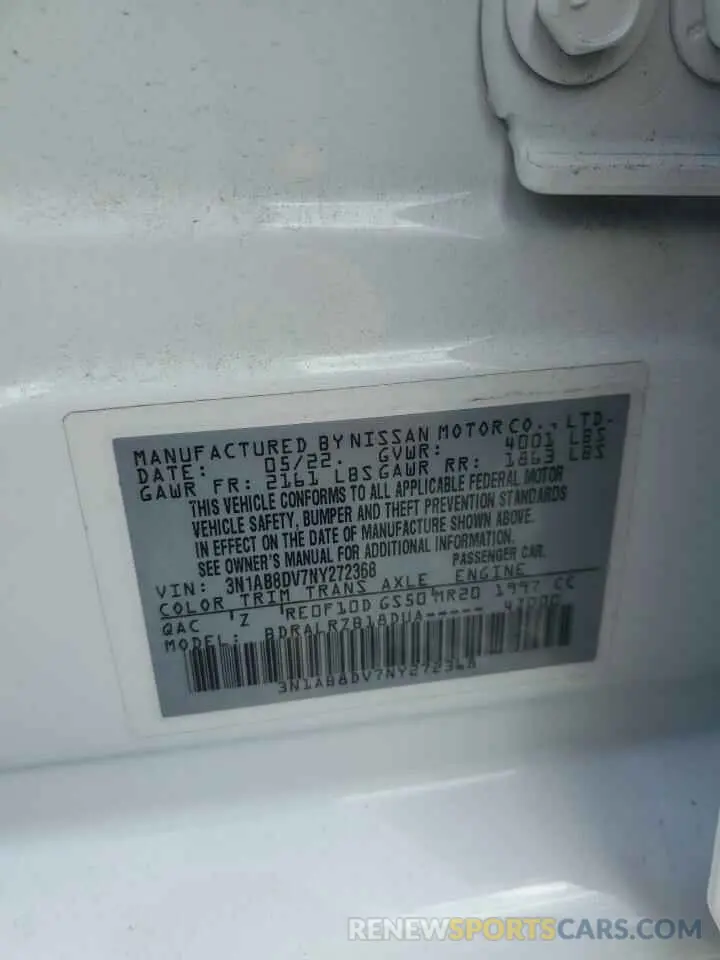 MANUFACTURED BY NISSAN MOTOR CO., LTD.
DATE: 05/22. GVWR: 4001 LBS
GAWR FR: 2161 LBS GAWR RR: 1863 LBS
THIS VEHICLE CONFORMS TO ALL APPLICABLE FEDERAL MOTOR
VEHICLE SAFETY, BUMPER AND THEFT PREVENTION STANDARDS
IN EFFECT ON THE DATE OF MANUFACTURE SHOWN ABOVE.
SEE OWNER'S MANUAL FOR ADDITIONAL INFORMATION.
VIN: 3N1AB8DV7NY272368 PASSENGER CAR.
COLOR TRIM TRANS AXLE ENGINE
QAC 'Z RE0F10D GS50 MR20 1997 CC
MODEL: BDRALRZB18DUA-----
3N1AB8DV7NY272368
RENEWSPORTSCARS.COM